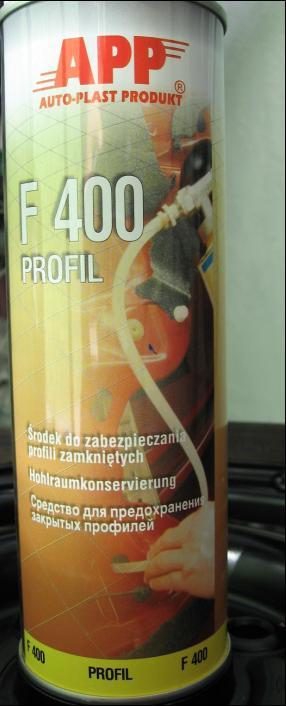 APP
®
AUTO-PLAST PRODUKT
F 400
PROFIL
Środek do zabezpieczania
profili zamkniętych
Hohlraumkonservierung
Средство для предохранения
закрытых профилей
F 400 PROFIL F 400